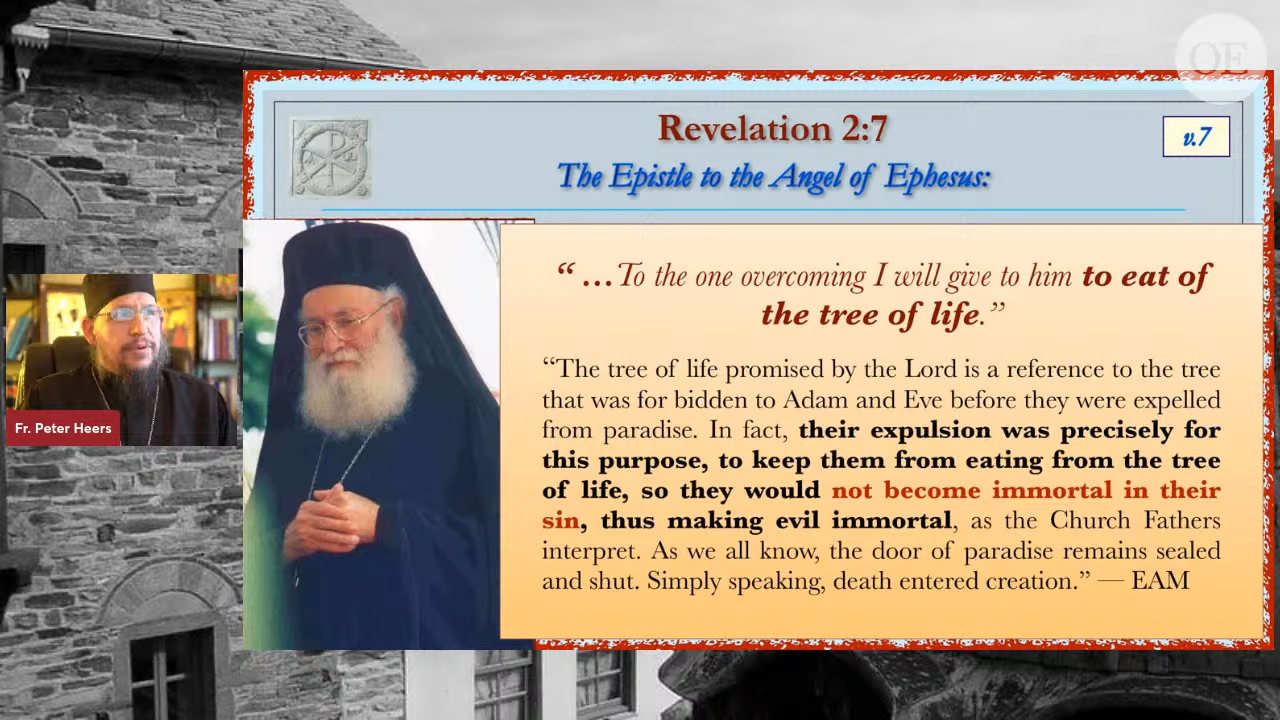 OE
Revelation 2:7
v.7
The Epistle to the Angel of Ephesus:
“ …To the one overcoming I will give to him to eat of
the tree of life.”
“The tree of life promised by the Lord is a reference to the tree
that was for bidden to Adam and Eve before they were expelled
from paradise. In fact, their expulsion was precisely for
this purpose, to keep them from eating from the tree
of life, so they would not become immortal in their
sin, thus making evil immortal, as the Church Fathers
interpret. As we all know, the door of paradise remains sealed
and shut. Simply speaking, death entered creation.” — EAM
Fr. Peter Heers